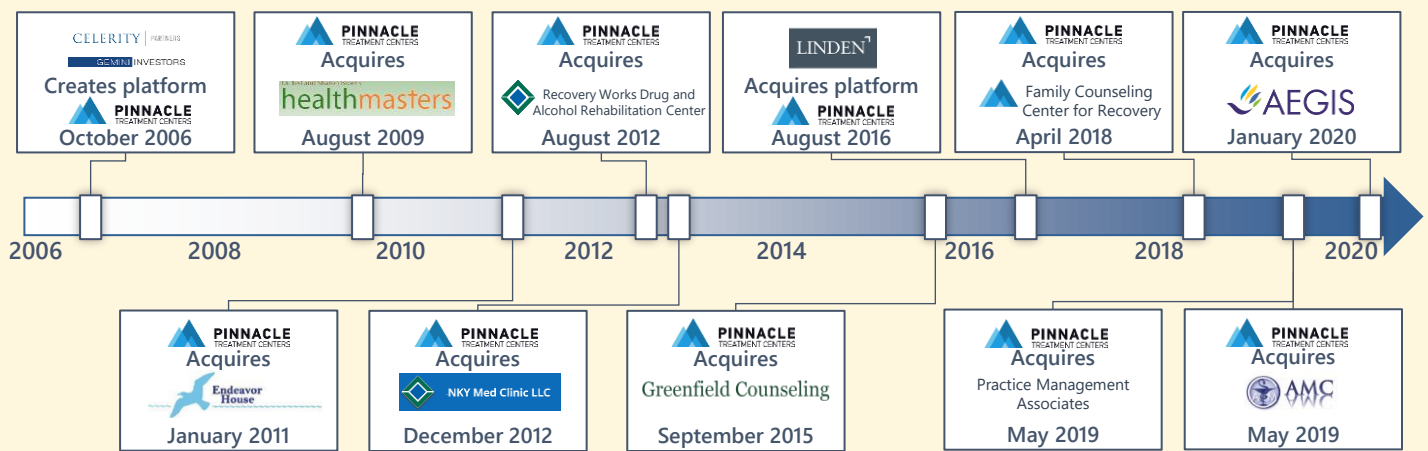 CELERITY PARTNERS
GEMINI INVESTORS
Creates platform
PINNACLE
TREATMENT CENTERS
October 2006
PINNACLE
TREATMENT CENTERS
Acquires
healthmasters
August 2009
PINNACLE
TREATMENT CENTERS
Acquires
Recovery Works Drug and
Alcohol Rehabilitation Center
August 2012
LINDEN
Acquires platform
PINNACLE
TREATMENT CENTERS
August 2016
PINNACLE
TREATMENT CENTERS
Acquires
Family Counseling
Center for Recovery
April 2018
PINNACLE
TREATMENT CENTERS
Acquires
AEGIS
January 2020
2006 2008 2010 2012 2014 2016 2018 2020
PINNACLE
TREATMENT CENTERS
Acquires
Endeavor
House
January 2011
PINNACLE
TREATMENT CENTERS
Acquires
NKY Med Clinic LLC
December 2012
PINNACLE
TREATMENT CENTERS
Acquires
Greenfield Counseling
September 2015
PINNACLE
TREATMENT CENTERS
Acquires
Practice Management
Associates
May 2019
PINNACLE
TREATMENT CENTERS
Acquires
AMC
May 2019